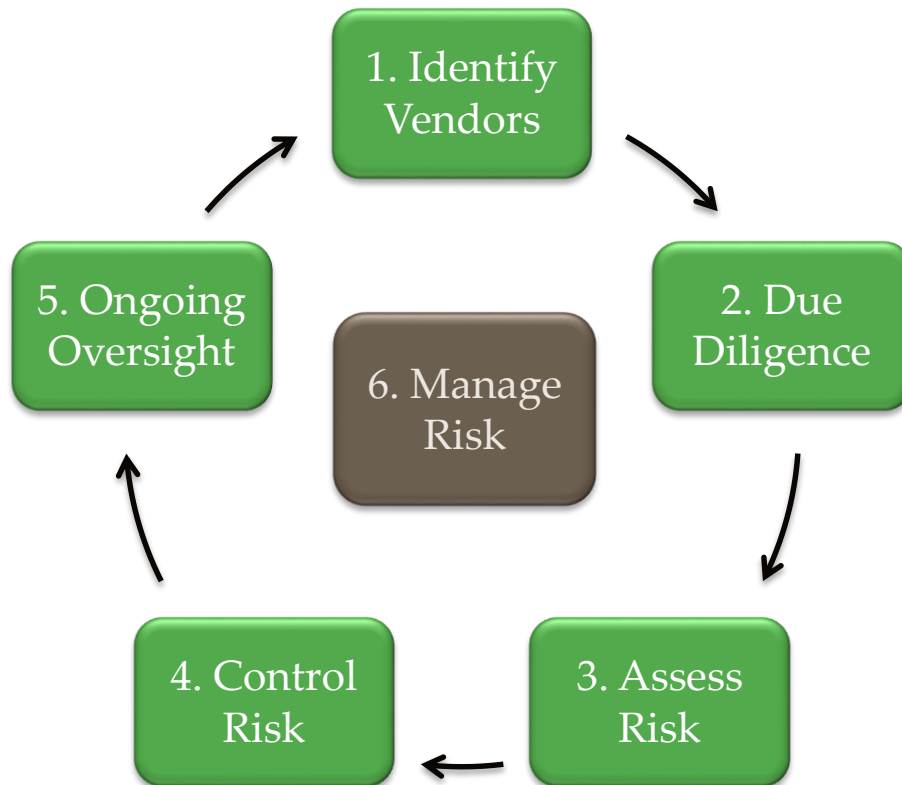 1. Identify
Vendors
2. Due
Diligence
3. Assess
Risk
4. Control
Risk
5. Ongoing
Oversight
6. Manage
Risk